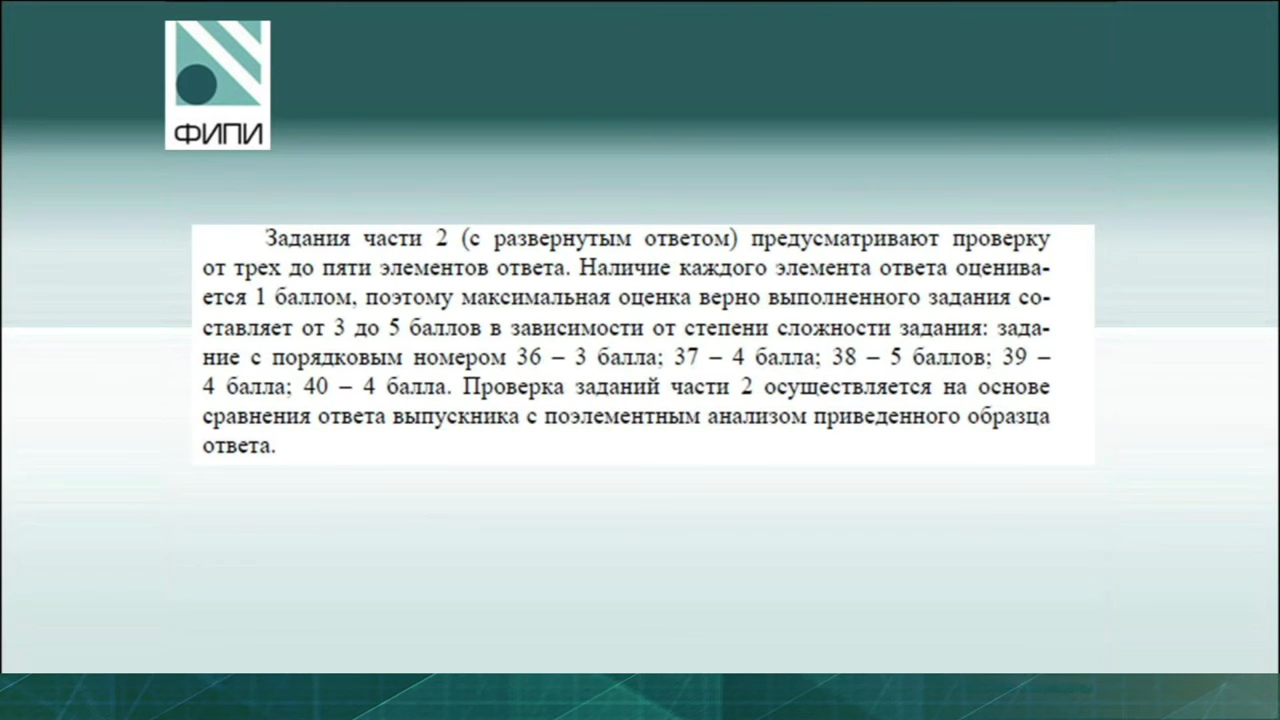 ФИПИ
Задания части 2 (с развернутым ответом) предусматривают проверку
от трех до пяти элементов ответа. Наличие каждого элемента ответа оценива-
ется 1 баллом, поэтому максимальная оценка верно выполненного задания со-
ставляет от 3 до 5 баллов в зависимости от степени сложности задания: зада-
ние с порядковым номером 36 – 3 балла; 37 – 4 балла; 38 – 5 баллов; 39 –
4 балла; 40 – 4 балла. Проверка заданий части 2 осуществляется на основе
сравнения ответа выпускника с поэлементным анализом приведенного образца
ответа.